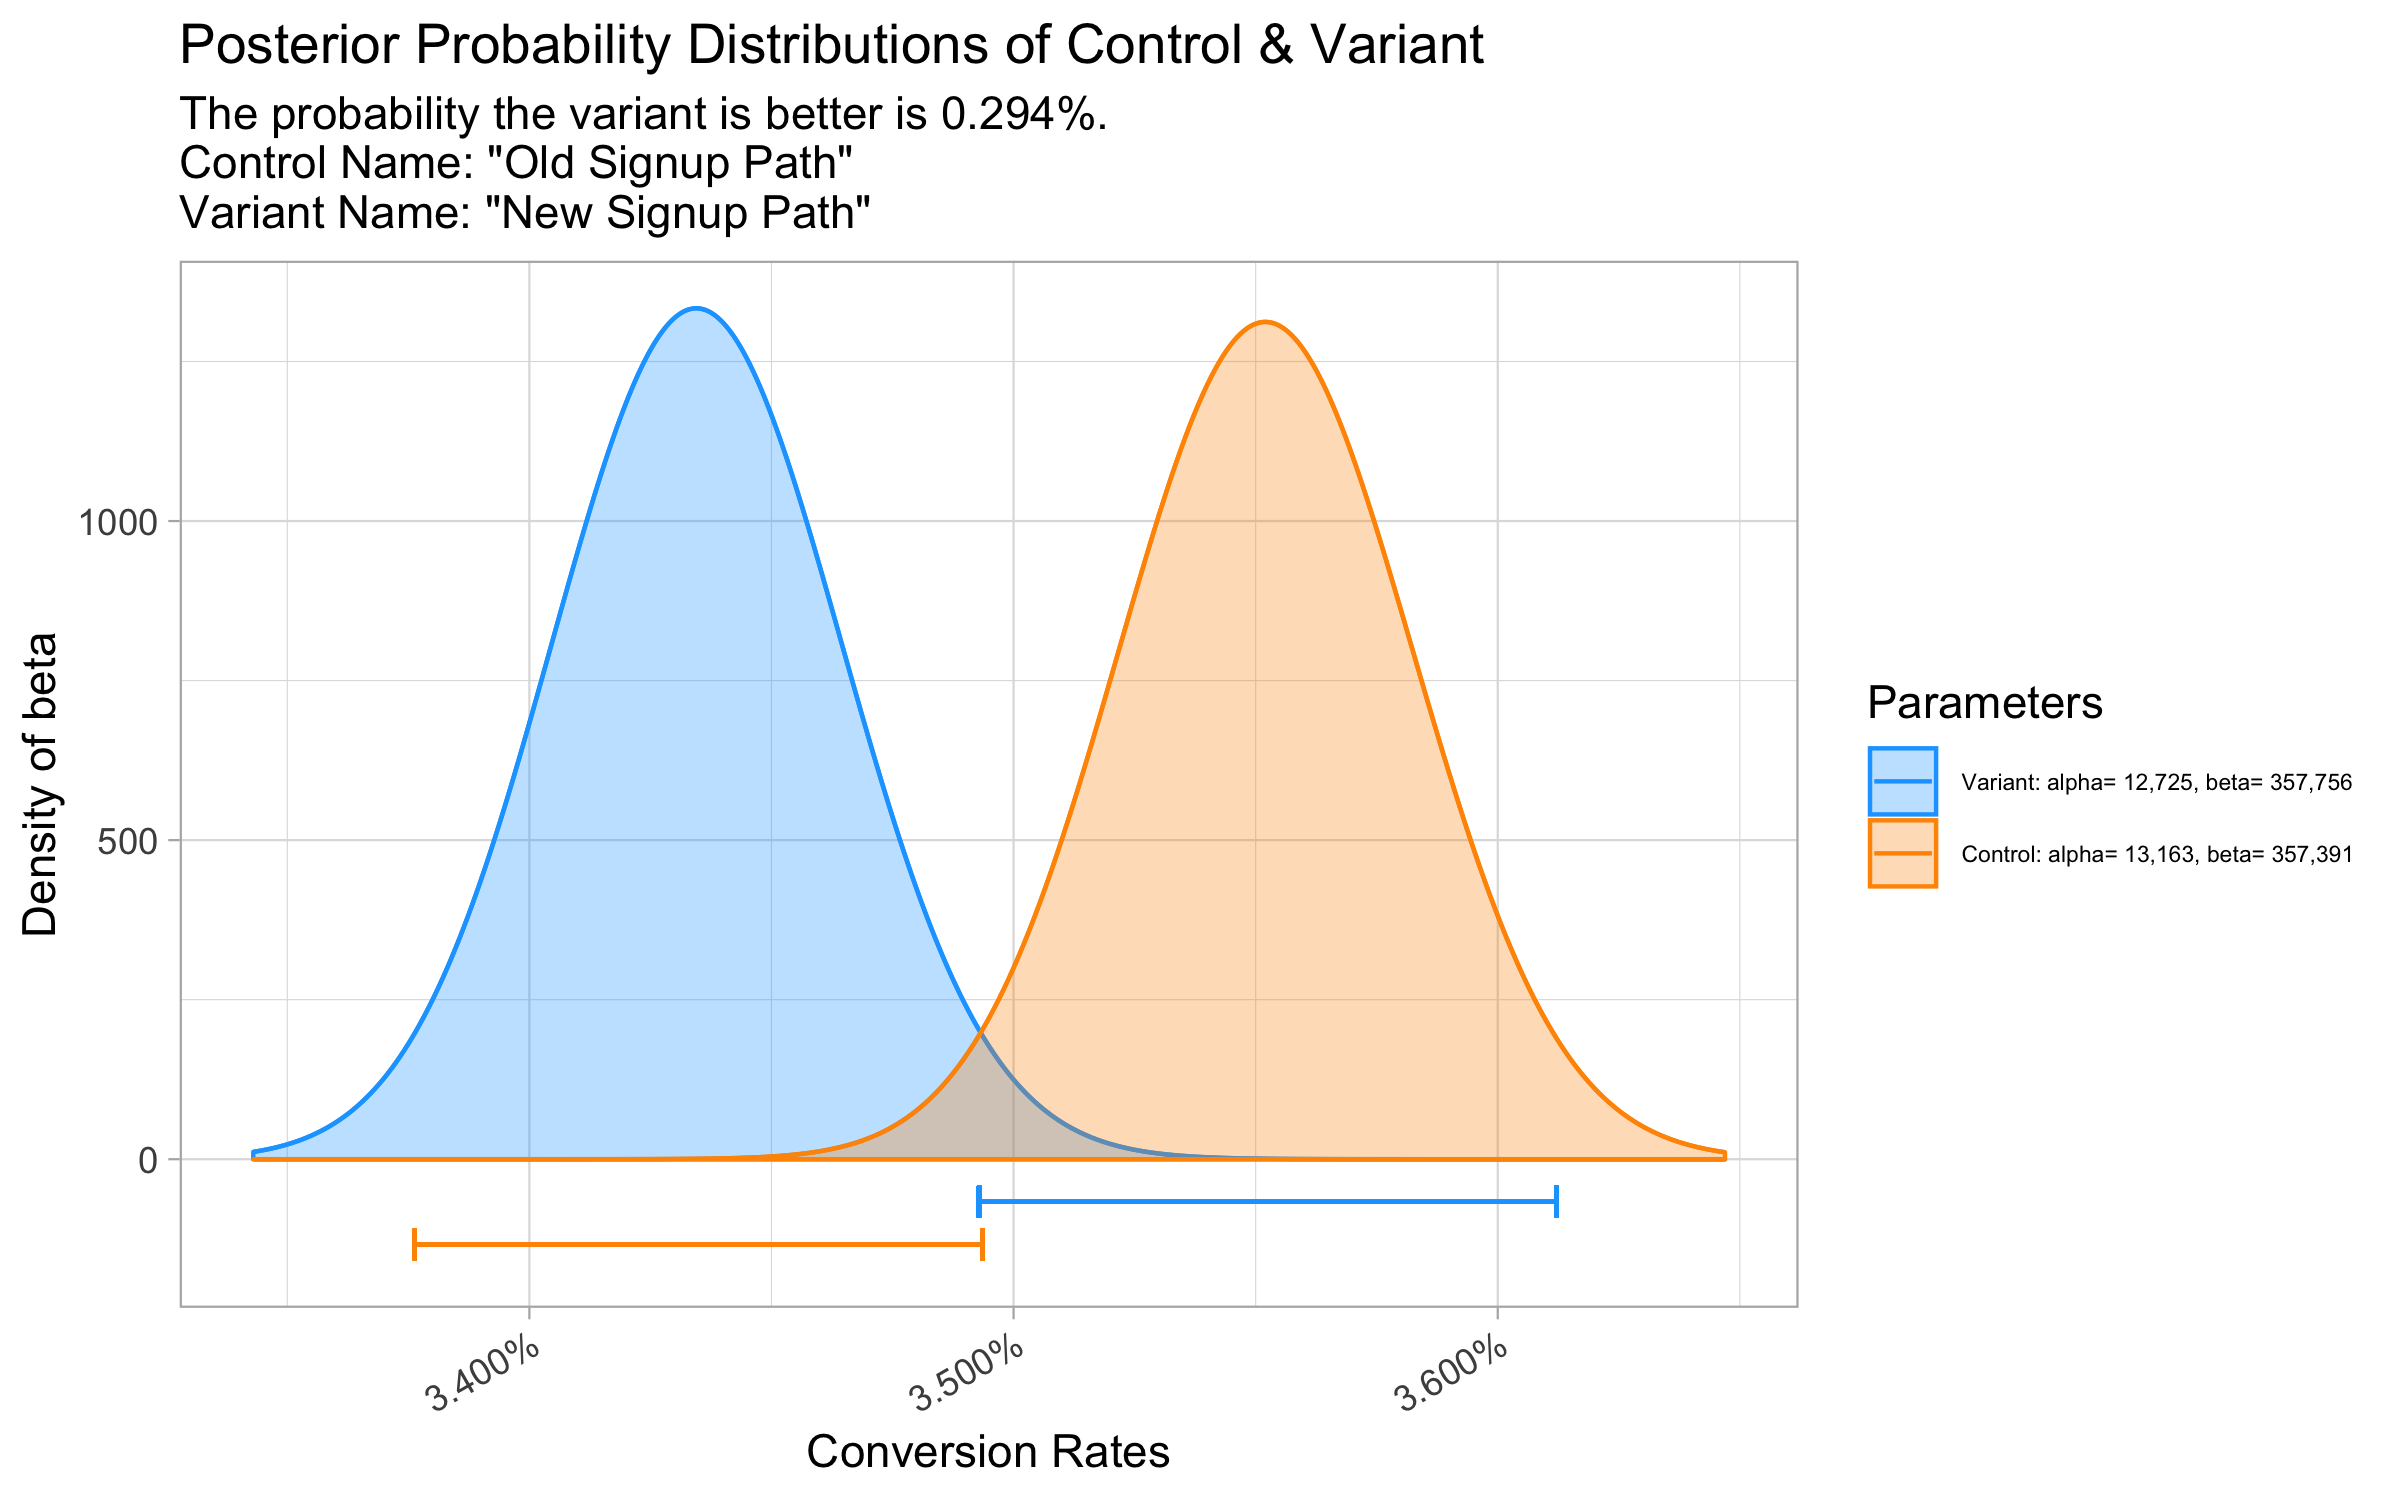 Posterior Probability Distributions of Control & Variant
The probability the variant is better is 0.294%.
Control Name: "Old Signup Path"
Variant Name: "New Signup Path"
Density of beta
1000
500
0
3.400%
3.500%
3.600%
Conversion Rates
Parameters
Variant: alpha= 12,725, beta= 357,756
Control: alpha= 13,163, beta= 357,391